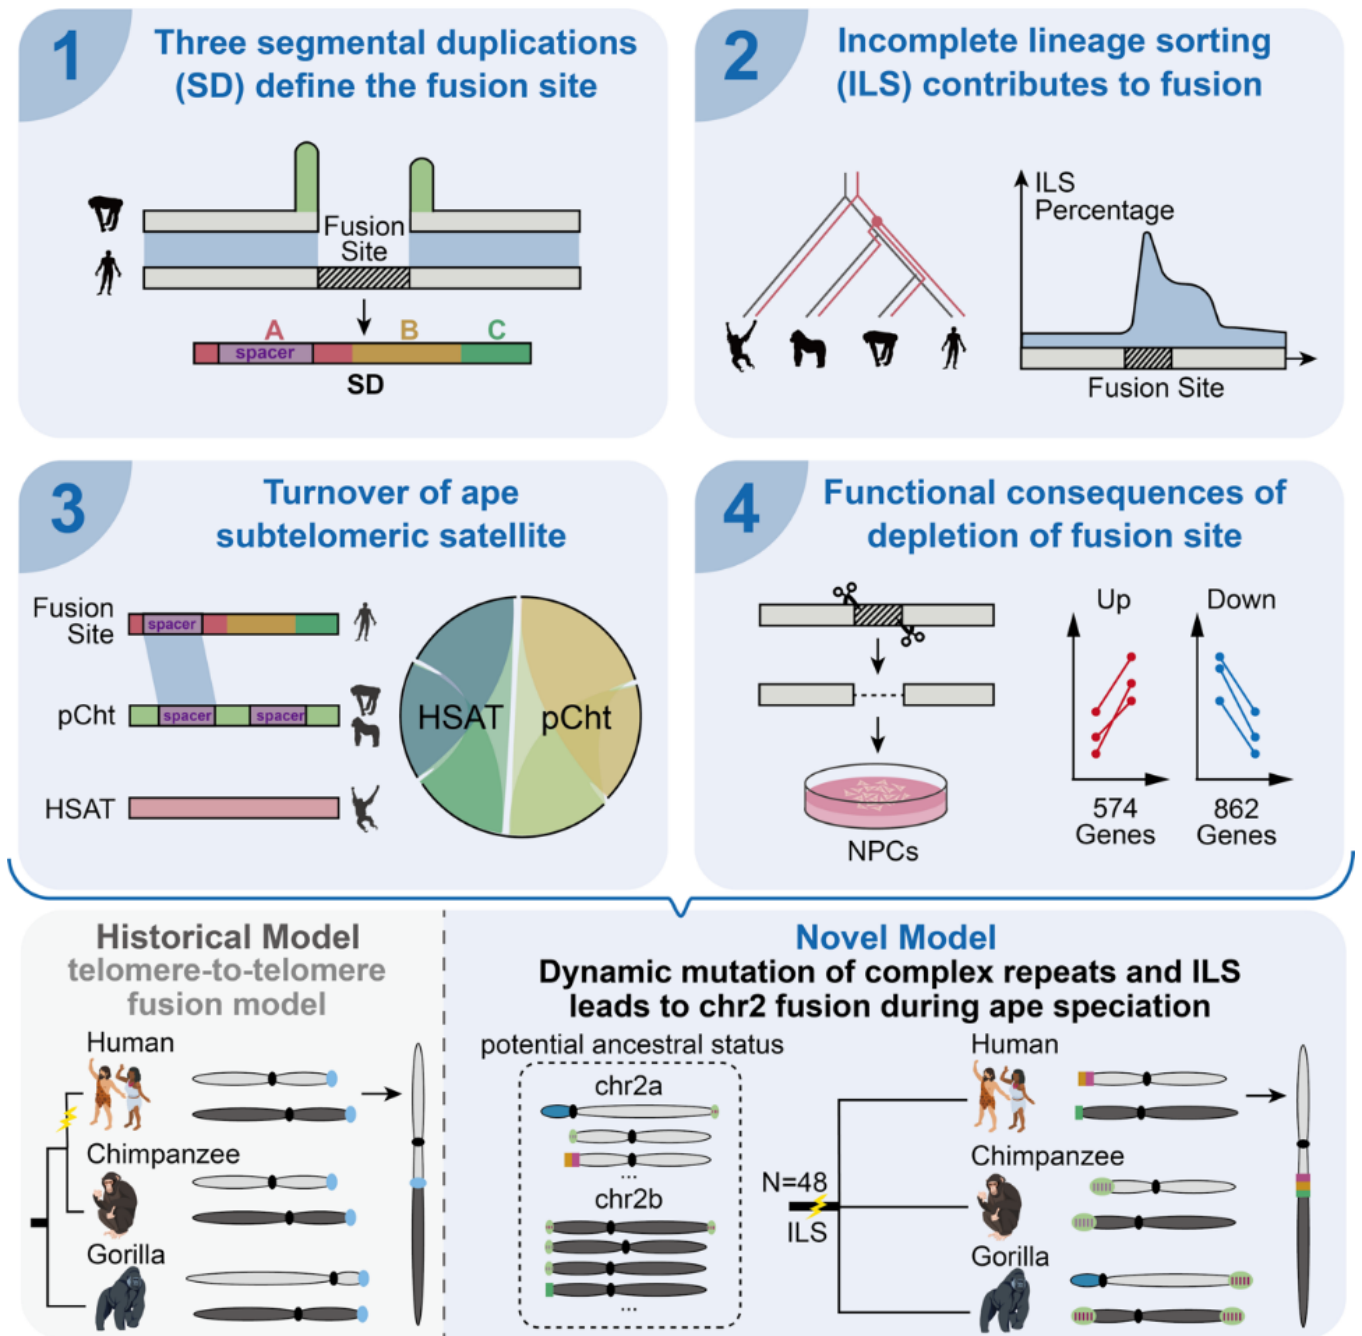 1
Three segmental duplications
(SD) define the fusion site
Fusion
Site
A
B
C
spacer
SD
2
Incomplete lineage sorting
(ILS) contributes to fusion
ILS
Percentage
Fusion Site
3
Turnover of ape
subtelomeric satellite
Fusion
Site
spacer
pCht
spacer
spacer
HSAT
HSAT
pCht
4
Functional consequences of
depletion of fusion site
NPCs
Up
Down
574
Genes
862
Genes
Historical Model
telomere-to-telomere
fusion model
Human
Chimpanzee
Gorilla
Novel Model
Dynamic mutation of complex repeats and ILS
leads to chr2 fusion during ape speciation
potential ancestral status
chr2a
...
chr2b
...
N=48
ILS
Human
Chimpanzee
Gorilla